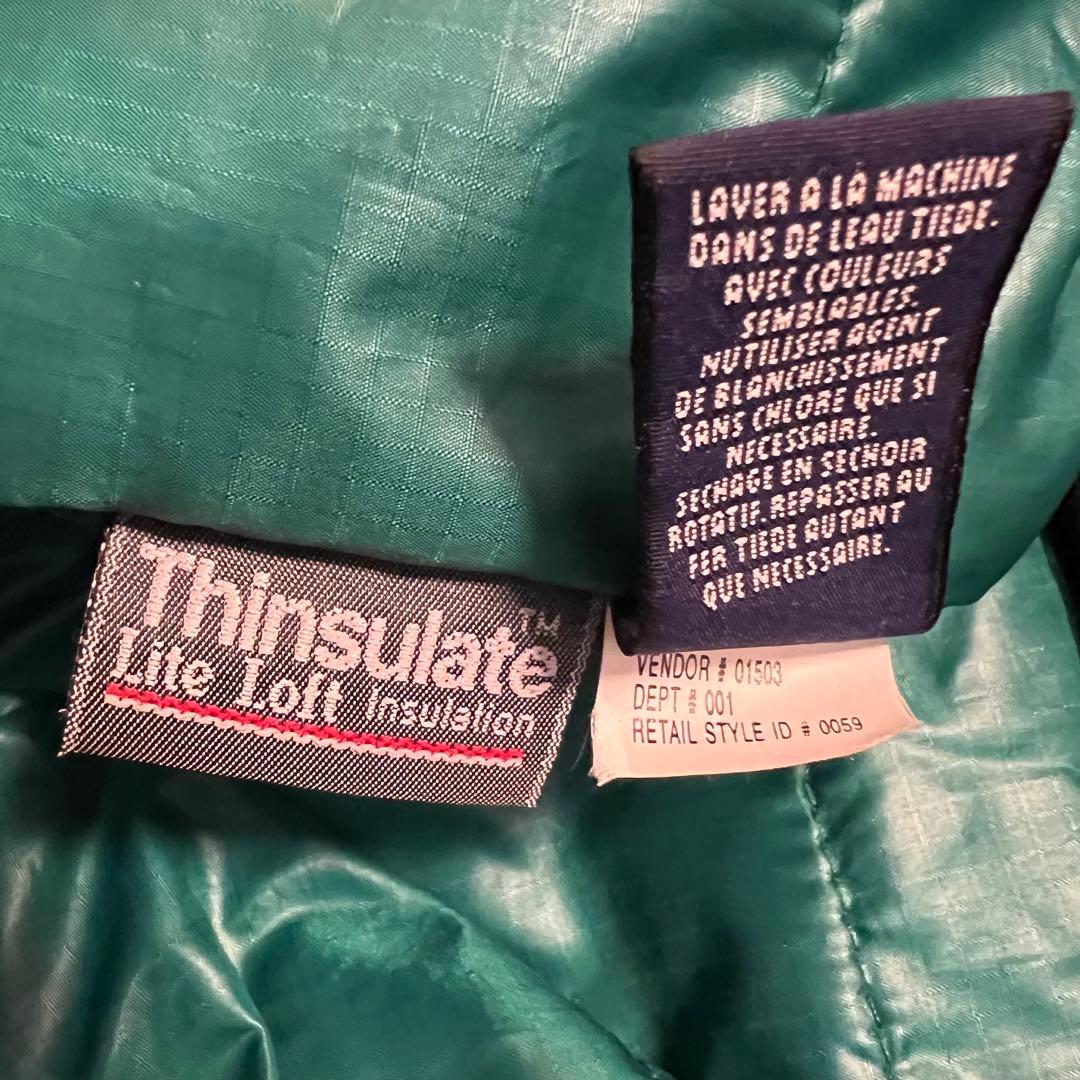 LAVER A LA MACHINE
DANS DE LEAU TIEDE.
AVEC COULEURS
SEMBLABLES.
NUTILISER AGENT
DE BLANCHISSEMENT
SANS CHLORE QUE SI
NECESSAIRE.
SECHAGE EN SECHOIR
ROTATIF. REPASSER AU
FER TIEDE AUTANT
QUE NECESSAIRE.
Thinsulate™
Lite Loft Insulation
VENDOR # 01503
DEPT # 001
RETAIL STYLE ID # 0059